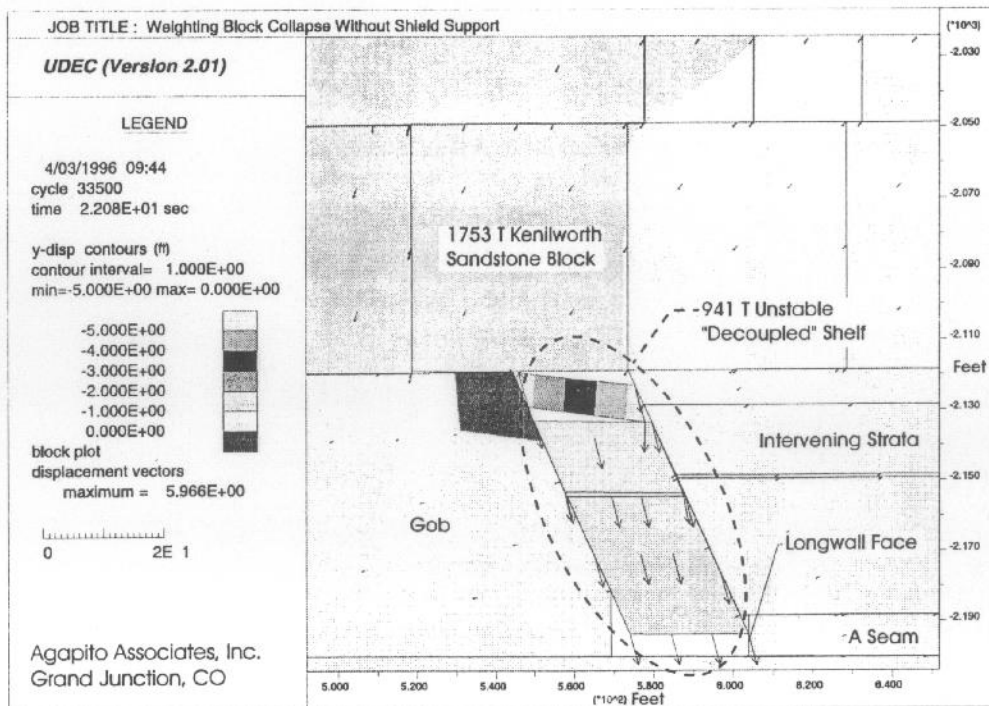 JOB TITLE : Weighting Block Collapse Without Shield Support
UDEC (Version 2.01)
LEGEND
4/03/1996 09:44
cycle 33500
time 2.208E+01 sec
y-disp contours (ft)
contour interval= 1.000E+00
min=-5.000E+00 max= 0.000E+00
-5.000E+00
-4.000E+00
-3.000E+00
-2.000E+00
-1.000E+00
0.000E+00
block plot
displacement vectors
maximum = 5.966E+00
0 2E 1
Agapito Associates, Inc.
Grand Junction, CO
1753 T Kenilworth
Sandstone Block
941 T Unstable
"Decoupled" Shelf
Intervening Strata
Gob
Longwall Face
A Seam
(*10^3)
-2.030
-2.050
-2.070
-2.090
-2.110
Feet
-2.130
-2.150
-2.170
-2.190
5.000
5.200
5.400
5.600
5.800
6.000
6.200
6.400
(*10^2) Feet